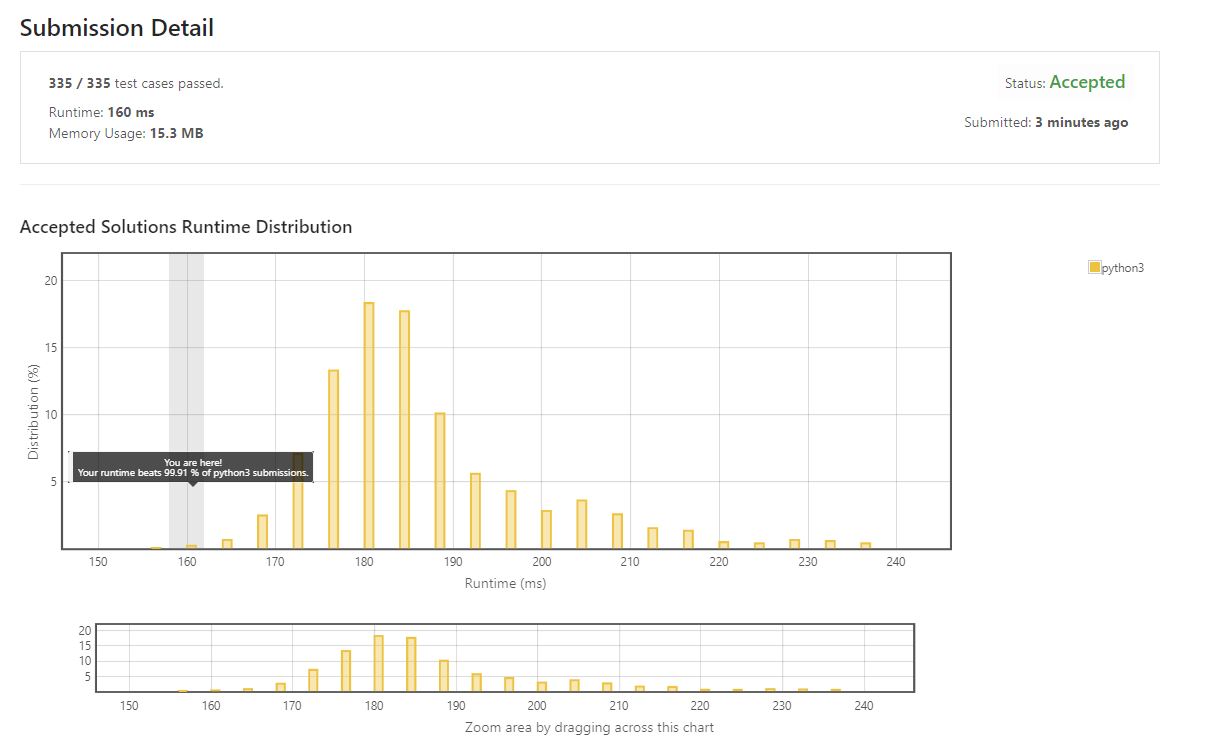 Submission Detail
335 / 335 test cases passed.
Status: Accepted
Runtime: 160 ms
Memory Usage: 15.3 MB
Submitted: 3 minutes ago
Accepted Solutions Runtime Distribution
python3
20
15
10
5
Distribution (%)
You are here!
Your runtime beats 99.91 % of python3 submissions.
150 160 170 180 190 200 210 220 230 240
Runtime (ms)
20
15
10
5
150 160 170 180 190 200 210 220 230 240
Zoom area by dragging across this chart